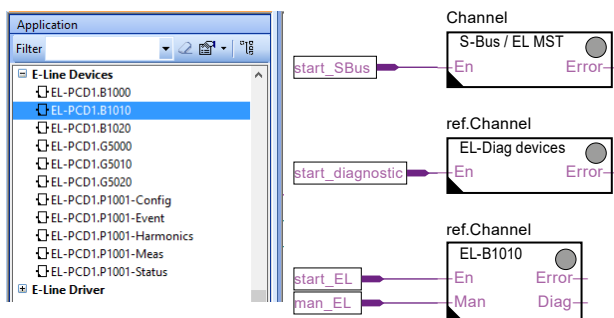 Application
Filter
E-Line Devices
EL-PCD1.B1000
EL-PCD1.B1010
EL-PCD1.B1020
EL-PCD1.G5000
EL-PCD1.G5010
EL-PCD1.G5020
EL-PCD1.P1001-Config
EL-PCD1.P1001-Event
EL-PCD1.P1001-Harmonics
EL-PCD1.P1001-Meas
EL-PCD1.P1001-Status
E-Line Driver
Channel
S-Bus / EL MST
start_SBus En Error
ref.Channel
EL-Diag devices
start_diagnostic En Error
ref.Channel
EL-B1010
start_EL En Error
man_EL Man Diag